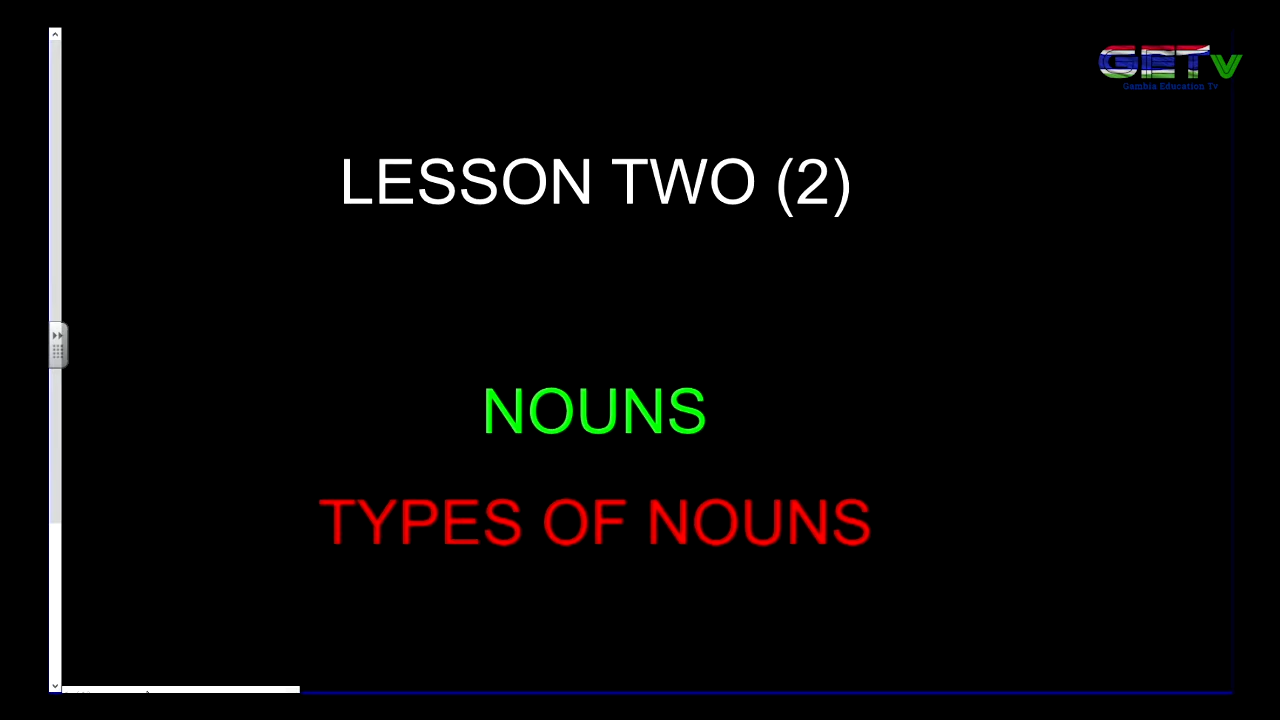 GETv
Gambia Education Tv
LESSON TWO (2)
NOUNS
TYPES OF NOUNS